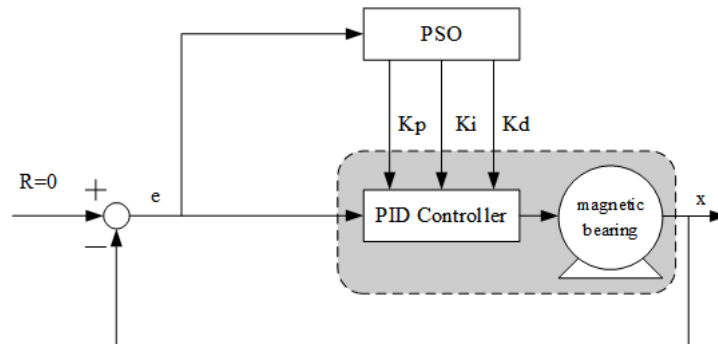 PSO
Kp Ki Kd
R=0
+
e
PID Controller
magnetic
bearing
x
—